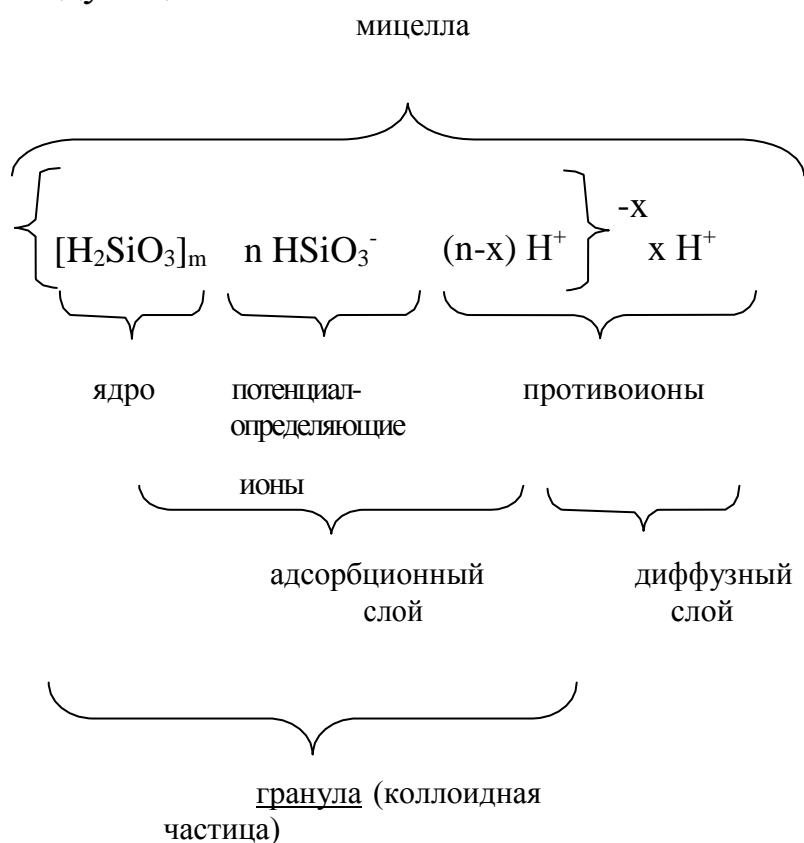 мицелла
-x
[H₂SiO₃]ₘ n HSiO₃⁻ (n-x) H⁺ x H⁺
ядро потенциал- противоионы
определяющие
ионы
адсорбционный диффузный
слой слой
гранула (коллоидная
частица)